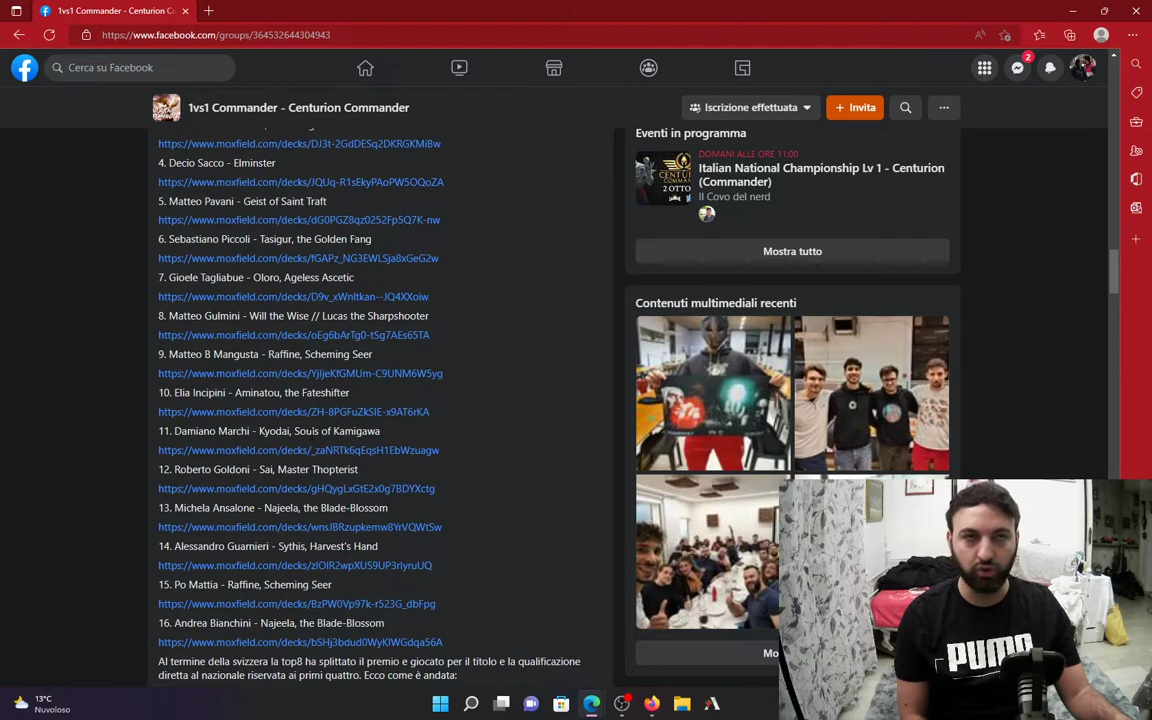 1vs1 Commander - Centurion Co
https://www.facebook.com/groups/364532644304943
Cerca su Facebook
2
1vs1 Commander - Centurion Commander
Iscrizione effettuata
+ Invita
https://www.moxfield.com/decks/DJ3t-2GdDESq2DKRGKMiBw
4. Decio Sacco - Elminster
https://www.moxfield.com/decks/JQUq-R1sEkyPAoPW5OQoZA
5. Matteo Pavani - Geist of Saint Traft
https://www.moxfield.com/decks/dG0PGZ8qz0252Fp5Q7K-nw
6. Sebastiano Piccoli - Tasigur, the Golden Fang
https://www.moxfield.com/decks/fGAPz_NG3EWLSja8xGeG2w
7. Gioele Tagliabue - Oloro, Ageless Ascetic
https://www.moxfield.com/decks/D9v_xWnltkan--JQ4XXoiw
8. Matteo Gulmini - Will the Wise // Lucas the Sharpshooter
https://www.moxfield.com/decks/oEg6bArTg0-tSg7AEs65TA
9. Matteo B Mangusta - Raffine, Scheming Seer
https://www.moxfield.com/decks/YjIjeKfGMUm-C9UNM6W5yg
10. Elia Incipini - Aminatou, the Fateshifter
https://www.moxfield.com/decks/ZH-8PGFuZkSlE-x9AT6rKA
11. Damiano Marchi - Kyodai, Souls of Kamigawa
https://www.moxfield.com/decks/_zaNRTk6qEqsH1EbWzuagw
12. Roberto Goldoni - Sai, Master Thopterist
https://www.moxfield.com/decks/gHQygLxGtE2x0g7BDYXctg
13. Michela Ansalone - Najeela, the Blade-Blossom
https://www.moxfield.com/decks/wnsJBRzupkemw8YrVQWtSw
14. Alessandro Guarnieri - Sythis, Harvest's Hand
https://www.moxfield.com/decks/zlOIR2wpXUS9UP3rlyruUQ
15. Po Mattia - Raffine, Scheming Seer
https://www.moxfield.com/decks/BzPW0Vp97k-r523G_dbFpg
16. Andrea Bianchini - Najeela, the Blade-Blossom
https://www.moxfield.com/decks/bSHj3bdud0WyKlWGdqa56A
Al termine della svizzera la top8 ha splittato il premio e giocato per il titolo e la qualificazione
diretta al nazionale riservata ai primi quattro. Ecco come è andata:
Eventi in programma
DOMANI ALLE ORE 11:00
Italian National Championship Lv 1 - Centurion
(Commander)
Il Covo del nerd
2 OTTO
Mostra tutto
Contenuti multimediali recenti
Mo
PUMA
13°C
Nuvoloso